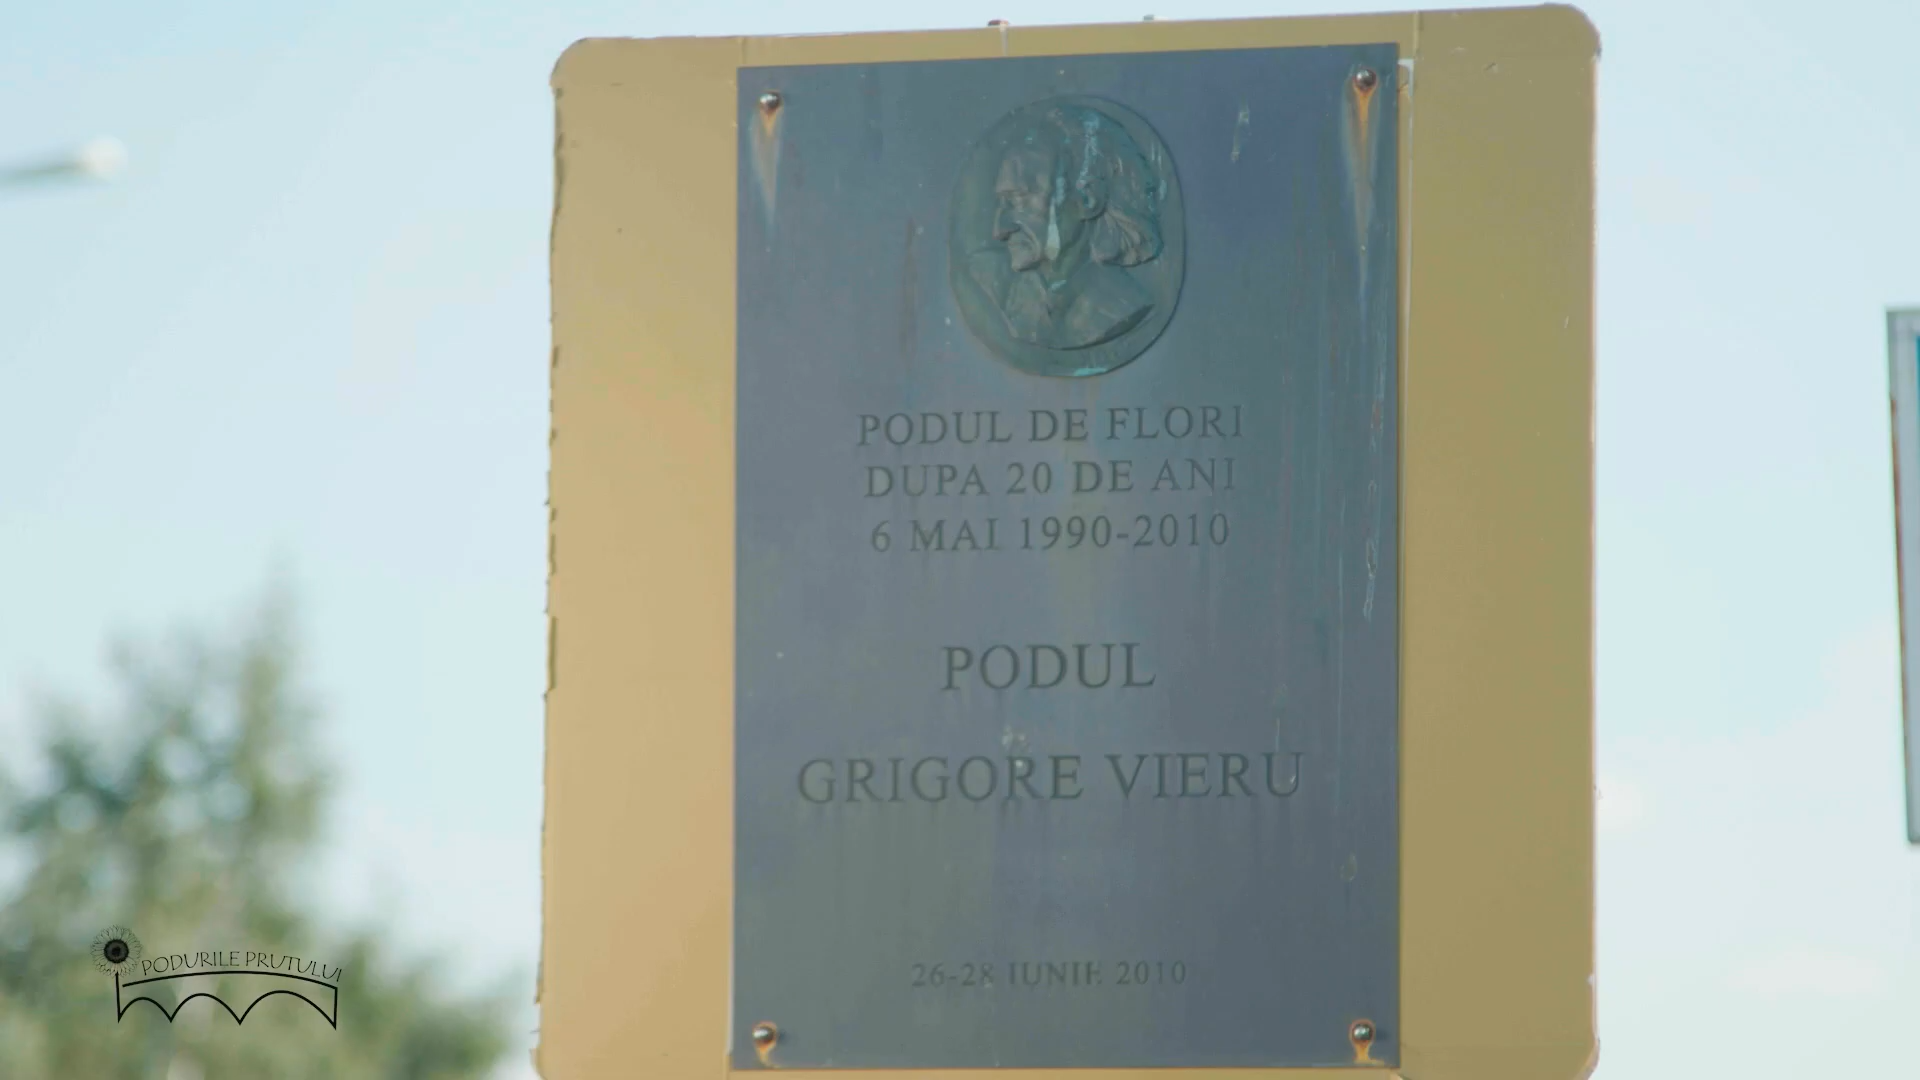 PODUL DE FLORI
DUPA 20 DE ANI
6 MAI 1990-2010
PODUL
GRIGORE VIERU
26-28 IUNIE 2010
PODURILE PRUTULUI